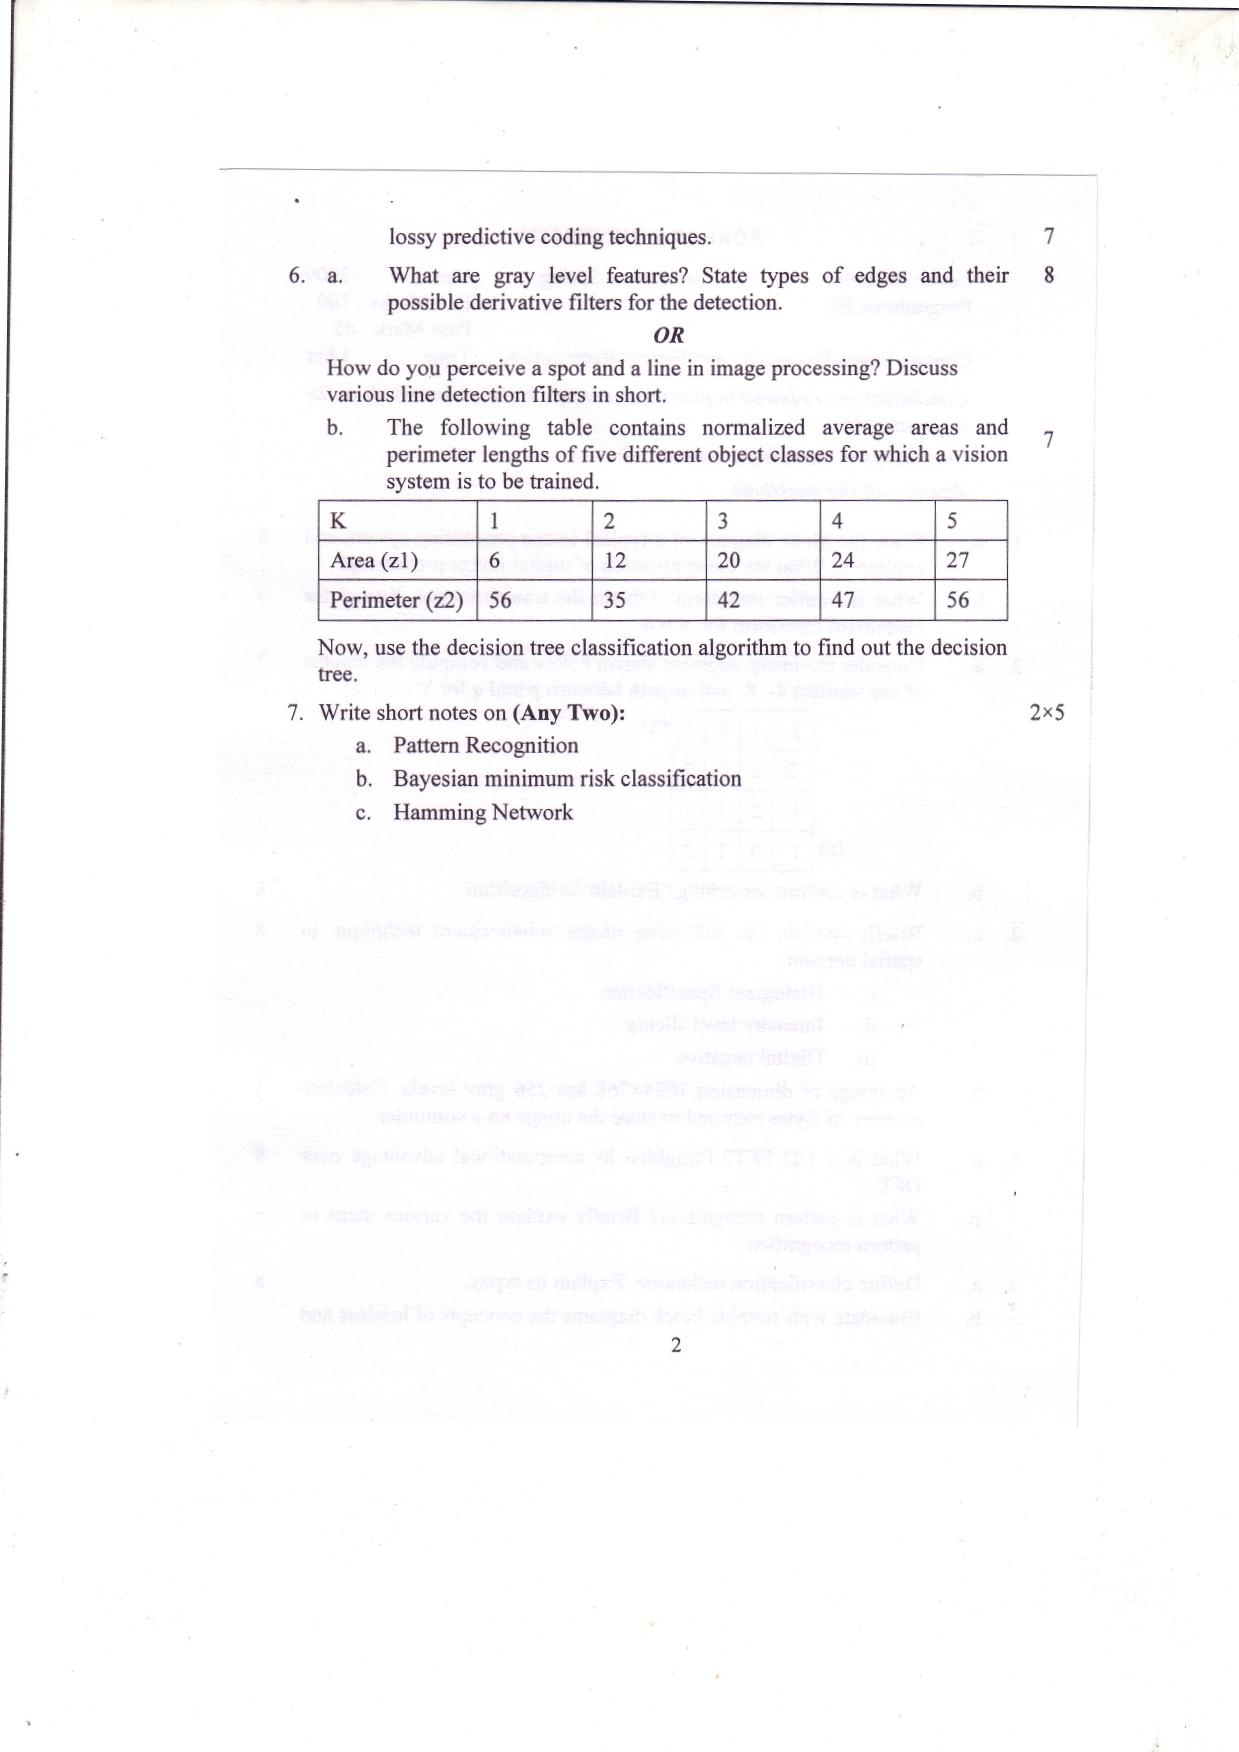 lossy predictive coding techniques. 7
6. a. What are gray level features? State types of edges and their 8
possible derivative filters for the detection.
OR
How do you perceive a spot and a line in image processing? Discuss
various line detection filters in short.
b. The following table contains normalized average areas and 7
perimeter lengths of five different object classes for which a vision
system is to be trained.
K 1 2 3 4 5
Area (z1) 6 12 20 24 27
Perimeter (z2) 56 35 42 47 56
Now, use the decision tree classification algorithm to find out the decision
tree.
7. Write short notes on (Any Two): 2×5
a. Pattern Recognition
b. Bayesian minimum risk classification
c. Hamming Network
2